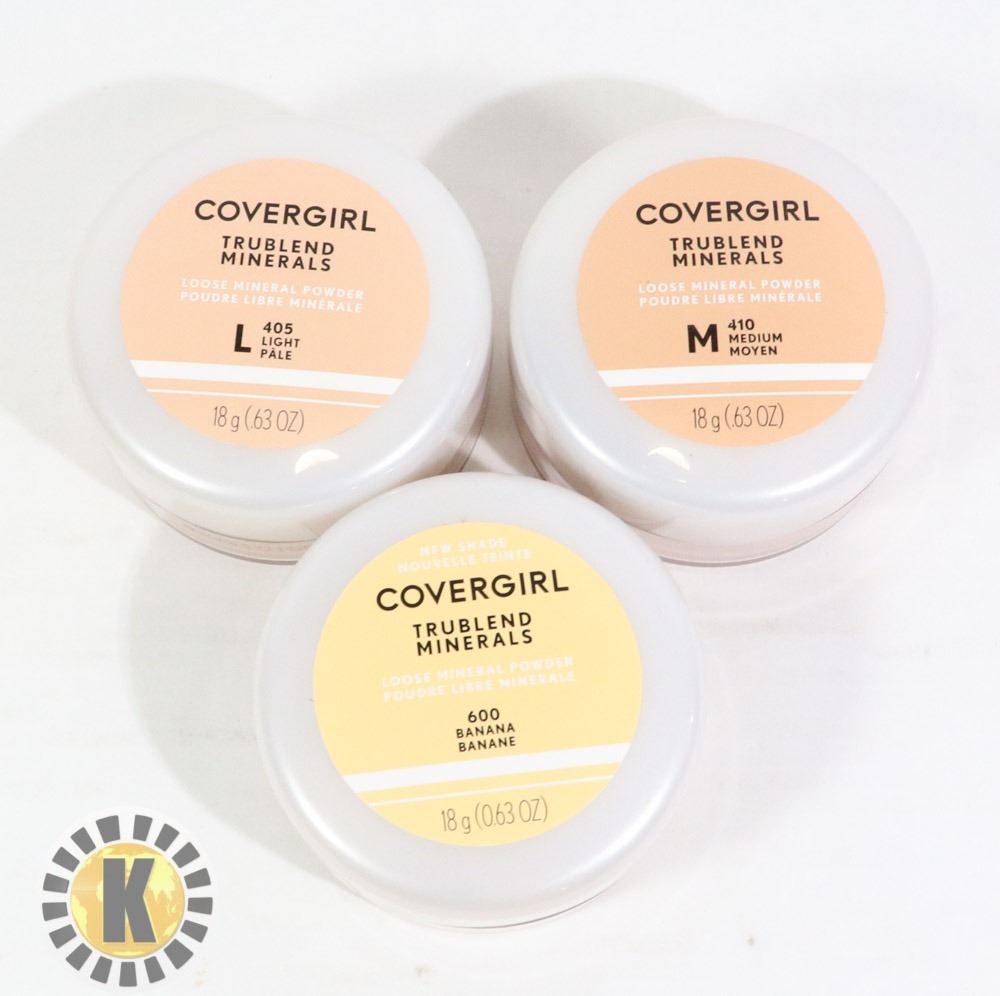 COVERGIRL
TRUBLEND
MINERALS
LOOSE MINERAL POWDER
POUDRE LIBRE MINÉRALE
L
405
LIGHT
PÂLE
18 g (.63 OZ)
COVERGIRL
TRUBLEND
MINERALS
LOOSE MINERAL POWDER
POUDRE LIBRE MINÉRALE
M
410
MEDIUM
MOYEN
18 g (.63 OZ)
NEW SHADE
NOUVELLE TEINTE
COVERGIRL
TRUBLEND
MINERALS
LOOSE MINERAL POWDER
POUDRE LIBRE MINÉRALE
600
BANANA
BANANE
18 g (0.63 OZ)
K